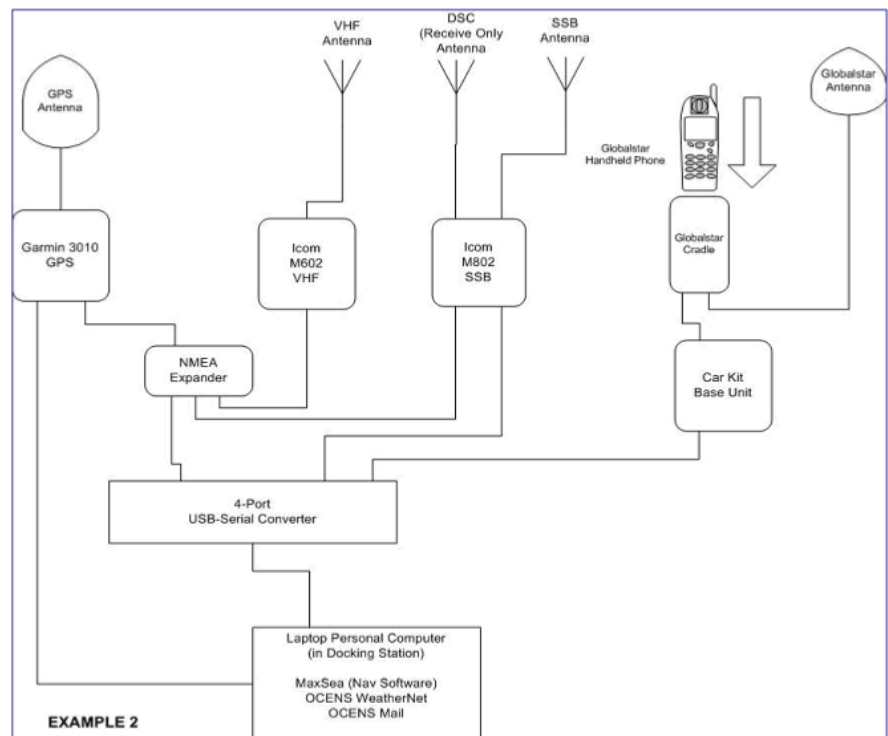 VHF
Antenna
DSC
(Receive Only
Antenna)
SSB
Antenna
GPS
Antenna
Globalstar
Antenna
Globalstar
Handheld Phone
Garmin 3010
GPS
Icom
M602
VHF
Icom
M802
SSB
Globalstar
Cradle
NMEA
Expander
Car Kit
Base Unit
4-Port
USB-Serial Converter
Laptop Personal Computer
(in Docking Station)
MaxSea (Nav Software)
OCENS WeatherNet
OCENS Mail
EXAMPLE 2